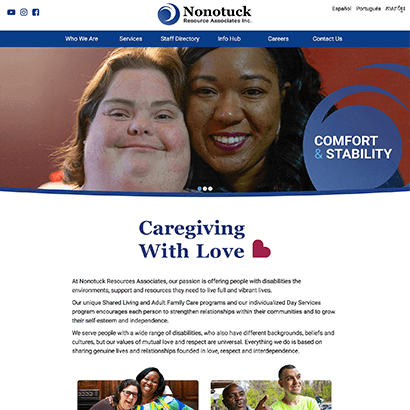 Nonotuck
Resource Associates Inc.
Español Português
Who We Are Services Staff Directory Info Hub Careers Contact Us
COMFORT
& STABILITY
Caregiving
With Love
At Nonotuck Resources Associates, our passion is offering people with disabilities the
environments, support and resources they need to live full and vibrant lives.
Our unique Shared Living and Adult Family Care programs and our individualized Day Services
program encourages each person to strengthen relationships within their communities and to grow
their self-esteem and independence.
We serve people with a wide range of disabilities, who also have different backgrounds, beliefs and
cultures, but our values of mutual love and respect are universal. Everything we do is based on
sharing genuine lives and relationships founded in love, respect and interdependence.